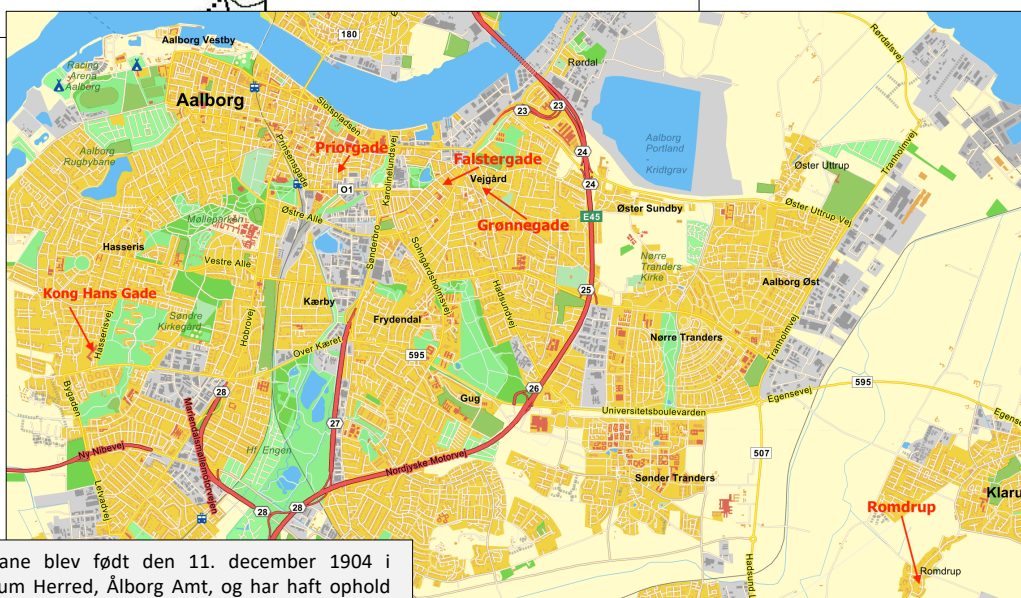 Aalborg Vestby
180
Rørdalsvej
Racing
Arena
Aalborg
Rørdal
Aalborg
Slotspladsen
23
23
Aalborg
Rugbybane
Prinsensgade
Priorgade
Karolinelundsvej
Falstergade
Vejgård
24
24
Aalborg
Portland
-
Kridtgrav
Tranholmvej
Øster Uttrup
O1
Øster Uttrup Vej
Mølleparken
Østre Alle
Grønnegade
E45
Øster Sundby
Hasseris
Vestre Alle
Sønderbro
Sohngårdsholmsvej
Nørre
Tranders
Kirke
Aalborg Øst
Kong Hans Gade
Kærby
Hadsundvej
25
Søndre
Kirkegård
Hobrovej
Frydendal
Nørre Tranders
Tranholmvej
Hasserisvej
Over Kæret
595
Bygaden
28
26
595
Egensevej
Gug
Universitetsboulevarden
Mariendalsmøllemotorvejen
27
Ny Nibevej
Hf. Engen
Nordjyske Motorvej
507
Sønder Tranders
Klaru
Letvadvej
28
28
Romdrup
Romdrup
ane blev født den 11. december 1904 i
um Herred, Ålborg Amt, og har haft ophold